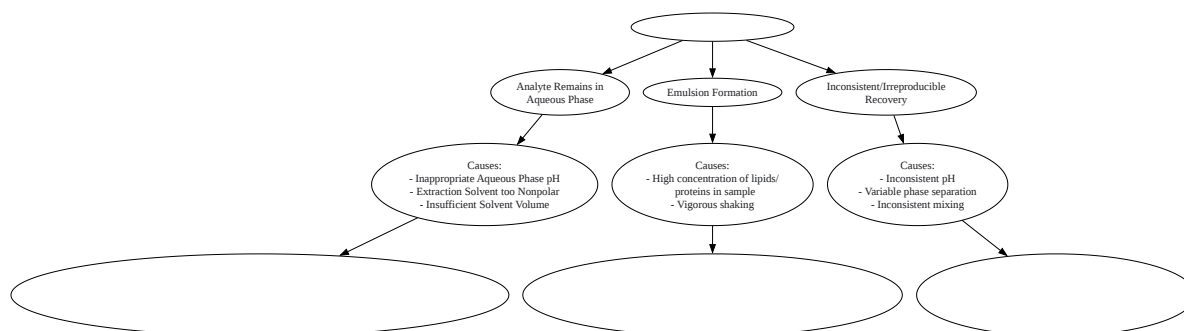 Analyte Remains in
Aqueous Phase
Emulsion Formation
Inconsistent/Irreproducible
Recovery
Causes:
- Inappropriate Aqueous Phase pH
- Extraction Solvent too Nonpolar
- Insufficient Solvent Volume
Causes:
- High concentration of lipids/
proteins in sample
- Vigorous shaking
Causes:
- Inconsistent pH
- Variable phase separation
- Inconsistent mixing